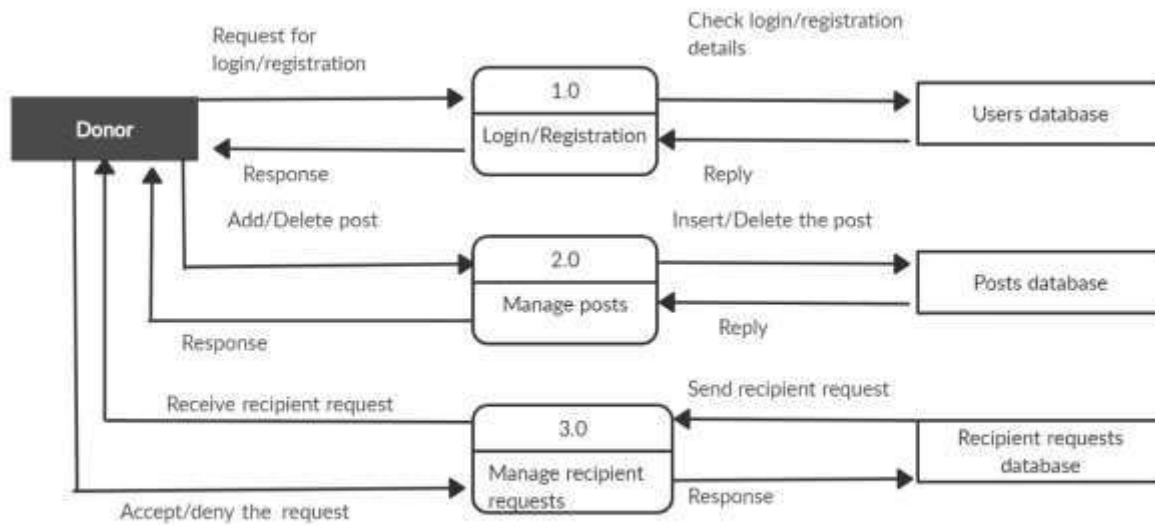 Request for
login/registration
Check login/registration
details
1.0
Donor
Login/Registration
Users database
Response
Reply
Add/Delete post
Insert/Delete the post
2.0
Manage posts
Posts database
Response
Reply
Receive recipient request
Send recipient request
3.0
Manage recipient
requests
Recipient requests
database
Response
Accept/deny the request